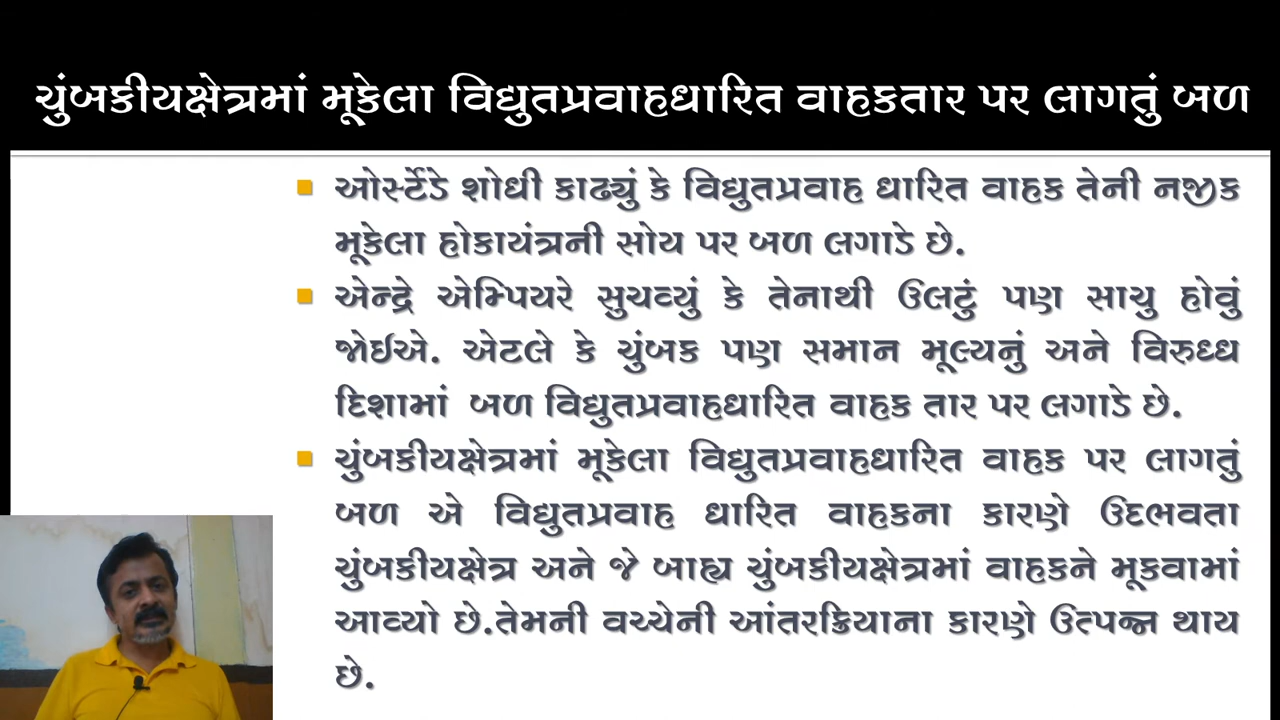 ચુંબકીયક્ષેત્રમાં મૂકેલા વિદ્યુતપ્રવાહધારિત વાહકતાર પર લાગતું બળ
ઓર્સ્ટેડે શોધી કાઢ્યું કે વિદ્યુતપ્રવાહ ધારિત વાહક તેની નજીક
મૂકેલા હોકાયંત્રની સોય પર બળ લગાડે છે.
એન્દ્રે એમ્પિયરે સુચવ્યું કે તેનાથી ઉલટું પણ સાચુ હોવું
જોઈએ. એટલે કે ચુંબક પણ સમાન મૂલ્યનું અને વિરુધ્ધ
દિશામાં બળ વિદ્યુતપ્રવાહધારિત વાહક તાર પર લગાડે છે.
ચુંબકીયક્ષેત્રમાં મૂકેલા વિદ્યુતપ્રવાહધારિત વાહક પર લાગતું
બળ એ વિદ્યુતપ્રવાહ ધારિત વાહકના કારણે ઉદભવતા
ચુંબકીયક્ષેત્ર અને જે બાહ્ય ચુંબકીયક્ષેત્રમાં વાહકને મૂકવામાં
આવ્યો છે.તેમની વચ્ચેની આંતરક્રિયાના કારણે ઉત્પન્ન થાય
છે.